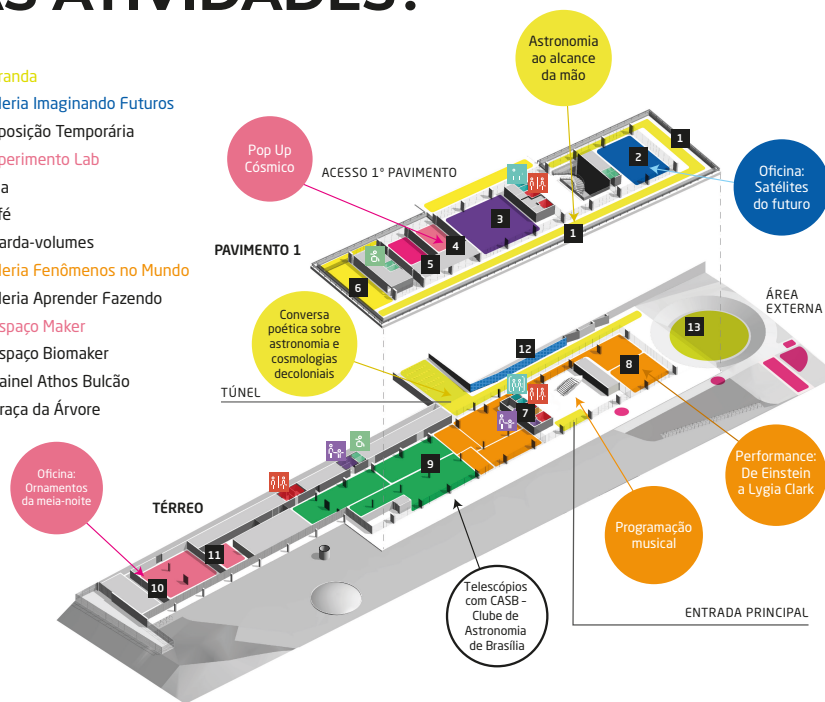 AS ATIVIDADES?
randa
leria Imaginando Futuros
posição Temporária
perimento Lab
a
fé
arda-volumes
leria Fenômenos no Mundo
leria Aprender Fazendo
spaço Maker
spaço Biomaker
ainel Athos Bulcão
raça da Árvore
Astronomia
ao alcance
da mão
Pop Up
Cósmico
ACESSO 1º PAVIMENTO
Oficina:
Satélites
do futuro
PAVIMENTO 1
1
2
3
1
4
5
6
Conversa
poética sobre
astronomia e
cosmologias
decoloniais
TÚNEL
ÁREA
EXTERNA
13
12
8
7
9
Oficina:
Ornamentos
da meia-noite
TÉRREO
11
10
Performance:
De Einstein
a Lygia Clark
Programação
musical
Telescópios
com CASB –
Clube de
Astronomia
de Brasília
ENTRADA PRINCIPAL